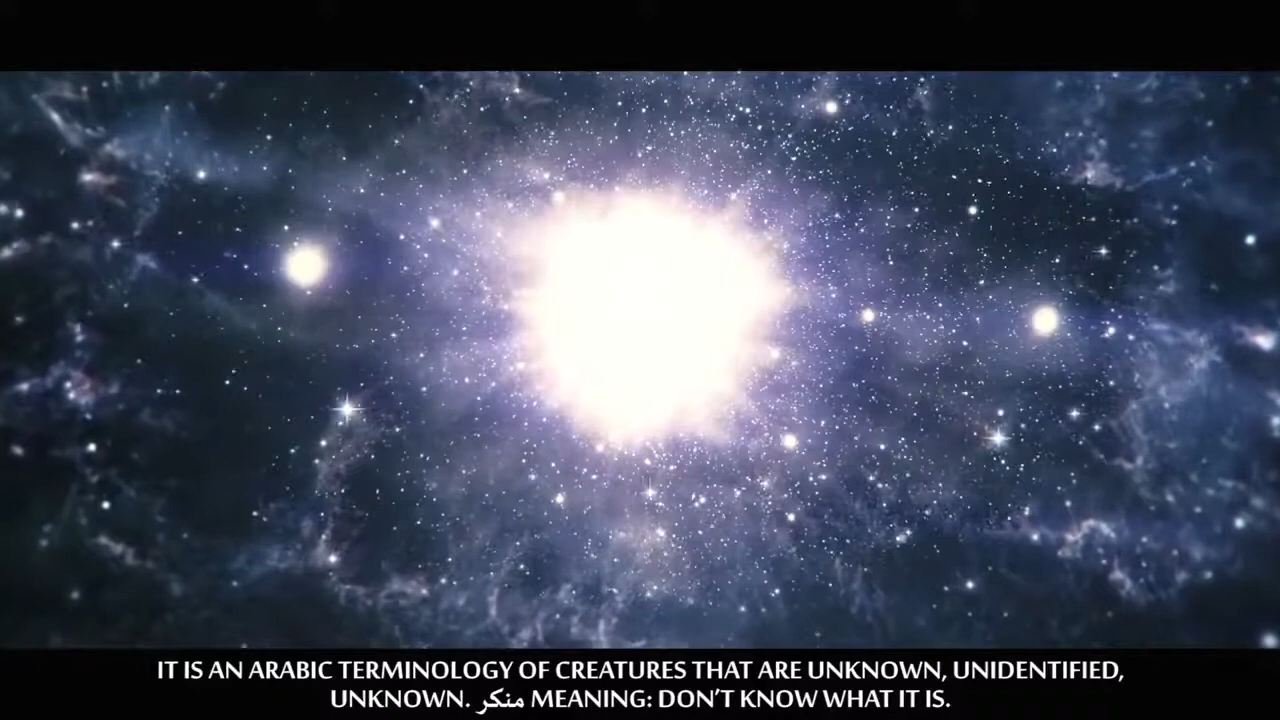 IT IS AN ARABIC TERMINOLOGY OF CREATURES THAT ARE UNKNOWN, UNIDENTIFIED,
UNKNOWN. منكر MEANING: DON'T KNOW WHAT IT IS.